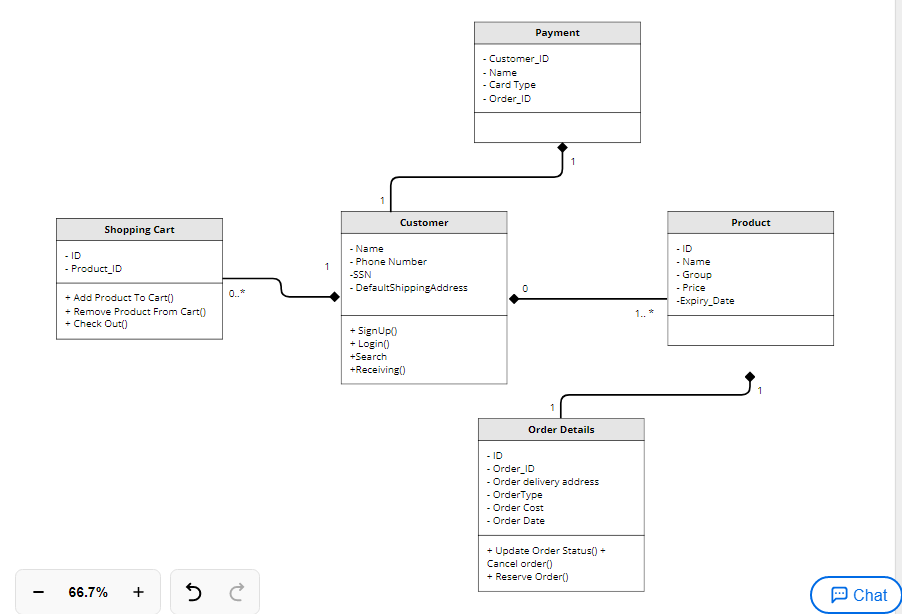 Payment
- Customer_ID
- Name
- Card Type
- Order_ID
1
1
Shopping Cart
- ID
- Product_ID
+ Add Product To Cart()
+ Remove Product From Cart()
+ Check Out()
0..*
1
Customer
- Name
- Phone Number
-SSN
- DefaultShippingAddress
+ SignUp()
+ Login()
+Search
+Receiving()
0
1.. *
Product
- ID
- Name
- Group
- Price
-Expiry_Date
1
1
Order Details
- ID
- Order_ID
- Order delivery address
- OrderType
- Order Cost
- Order Date
+ Update Order Status() +
Cancel order()
+ Reserve Order()
− 66.7% +
Chat